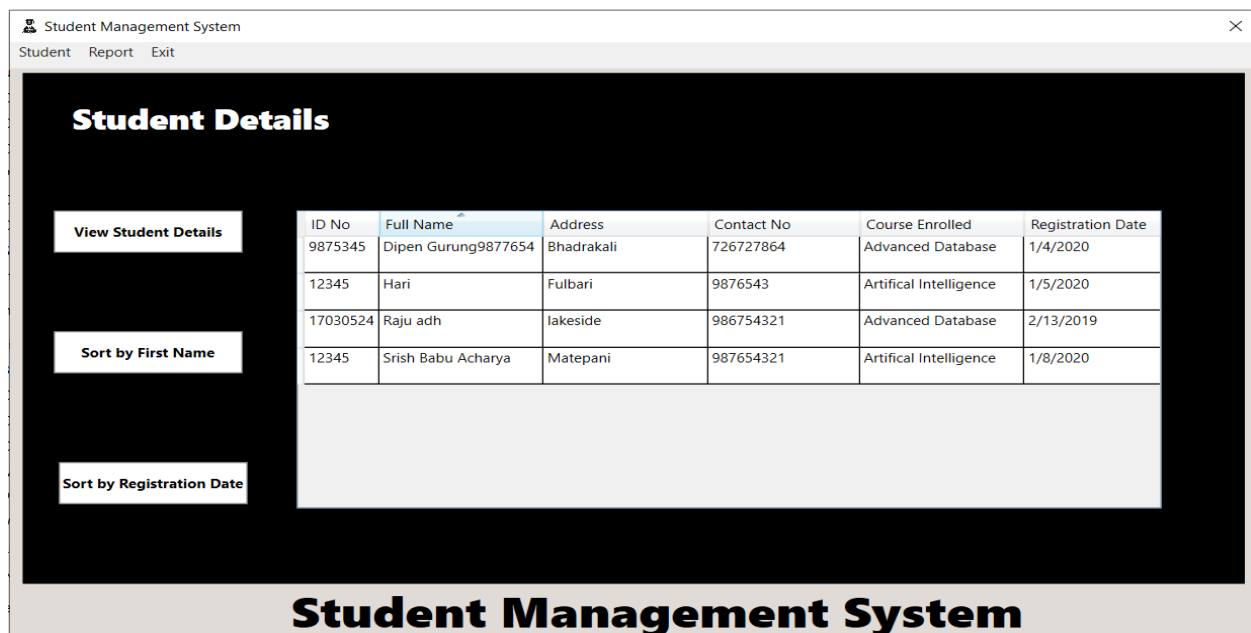 Student Management System
Student Report Exit
Student Details
View Student Details
Sort by First Name
Sort by Registration Date
ID No Full Name Address Contact No Course Enrolled Registration Date
9875345 Dipen Gurung9877654 Bhadrakali 726727864 Advanced Database 1/4/2020
12345 Hari Fulbari 9876543 Artifical Intelligence 1/5/2020
17030524 Raju adh lakeside 986754321 Advanced Database 2/13/2019
12345 Srish Babu Acharya Matepani 987654321 Artifical Intelligence 1/8/2020
Student Management System